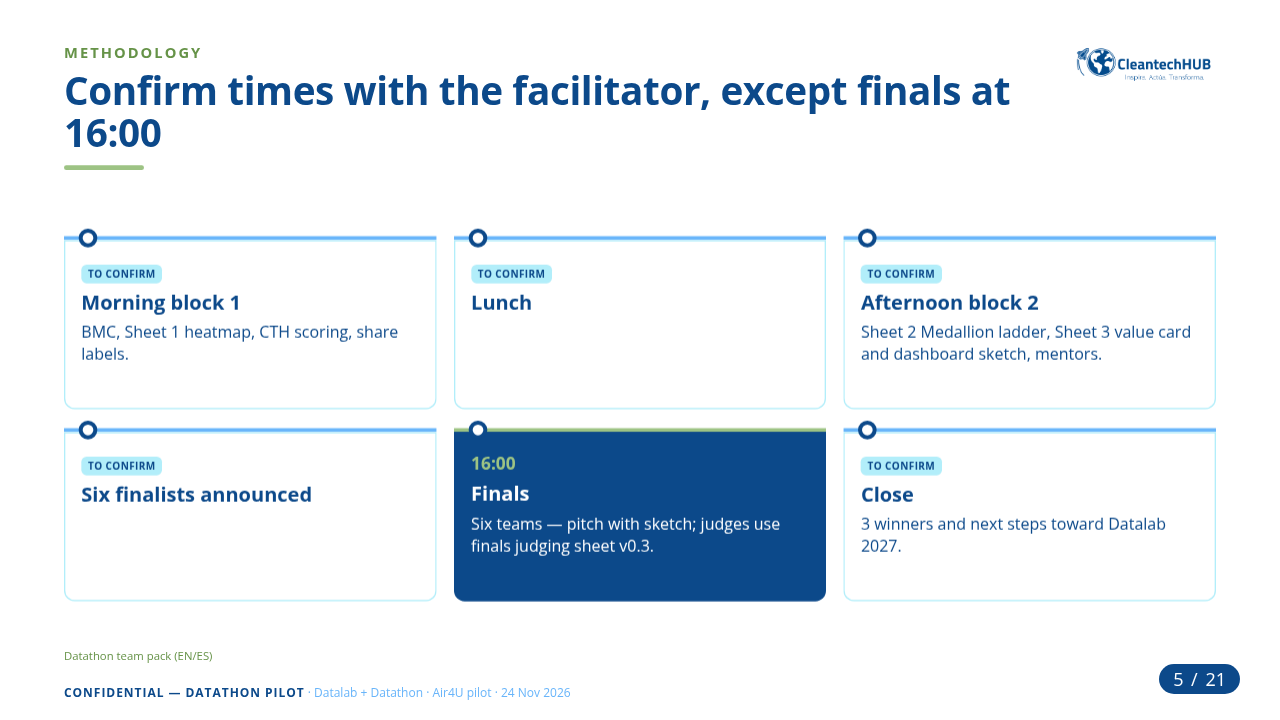 METHODOLOGY
Confirm times with the facilitator, except finals at
16:00
CleantechHUB
Inspira. Actúa. Transforma.
TO CONFIRM
Morning block 1
BMC, Sheet 1 heatmap, CTH scoring, share
labels.
TO CONFIRM
Lunch
TO CONFIRM
Afternoon block 2
Sheet 2 Medallion ladder, Sheet 3 value card
and dashboard sketch, mentors.
TO CONFIRM
Six finalists announced
16:00
Finals
Six teams — pitch with sketch; judges use
finals judging sheet v0.3.
TO CONFIRM
Close
3 winners and next steps toward Datalab
2027.
Datathon team pack (EN/ES)
CONFIDENTIAL — DATATHON PILOT · Datalab + Datathon · Air4U pilot · 24 Nov 2026
5 / 21